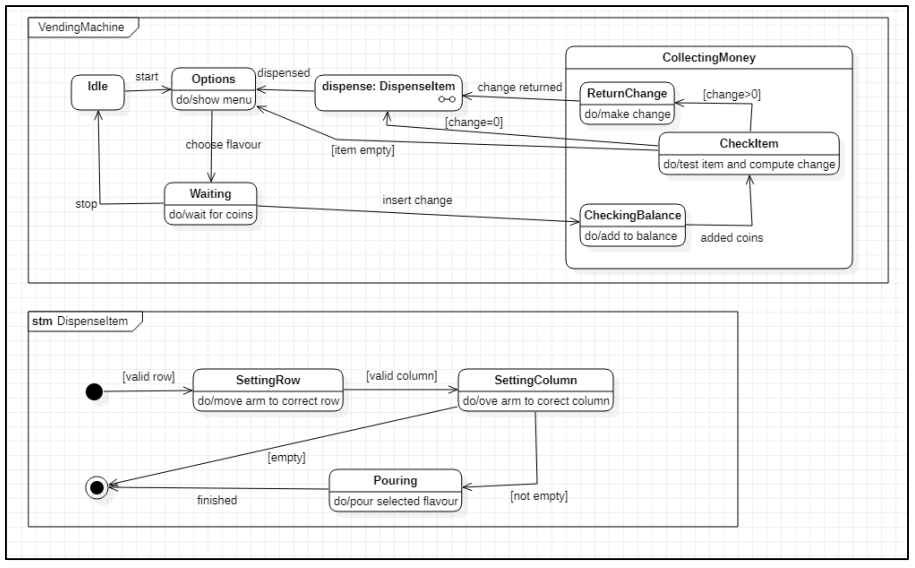 VendingMachine
CollectingMoney
Idle
start
Options
do/show menu
dispensed
dispense: DispenseItem
change returned
ReturnChange
do/make change
[change>0]
[change=0]
CheckItem
do/test item and compute change
choose flavour
[item empty]
Waiting
do/wait for coins
stop
insert change
CheckingBalance
do/add to balance
added coins
stm DispenseItem
[valid row]
SettingRow
do/move arm to correct row
[valid column]
SettingColumn
do/ove arm to corect column
[empty]
Pouring
do/pour selected flavour
finished
[not empty]